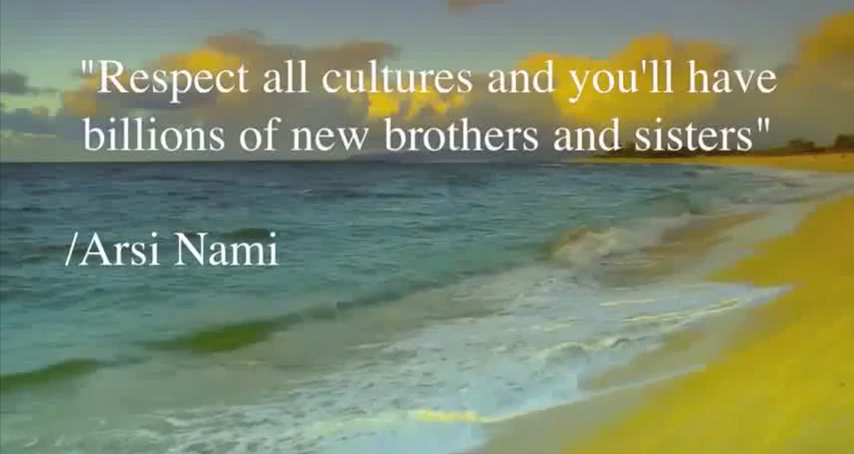 "Respect all cultures and you'll have
billions of new brothers and sisters"
/Arsi Nami